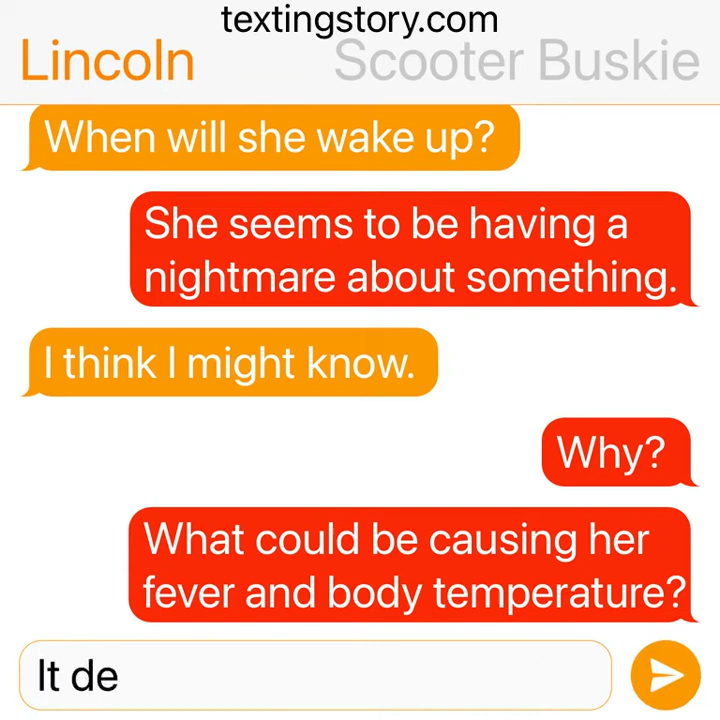 textingstory.com
Lincoln
Scooter Buskie
When will she wake up?
She seems to be having a
nightmare about something.
I think I might know.
Why?
What could be causing her
fever and body temperature?
It de